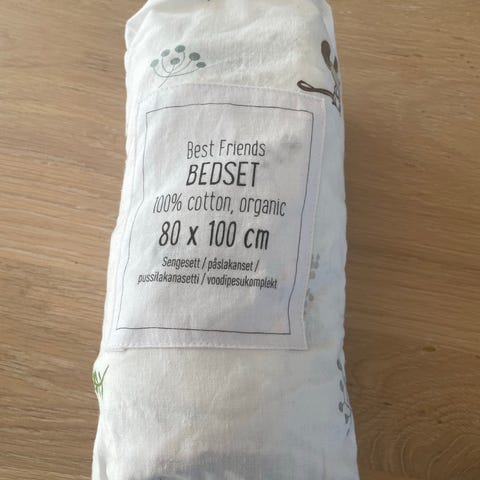 Best Friends
BEDSET
100% cotton, organic
80 x 100 cm
Sengesett / påslakanset /
pussilakanasetti / voodipesukomplekt